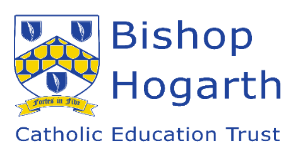 Bishop
Hogarth
Fortes in Fide
Catholic Education Trust